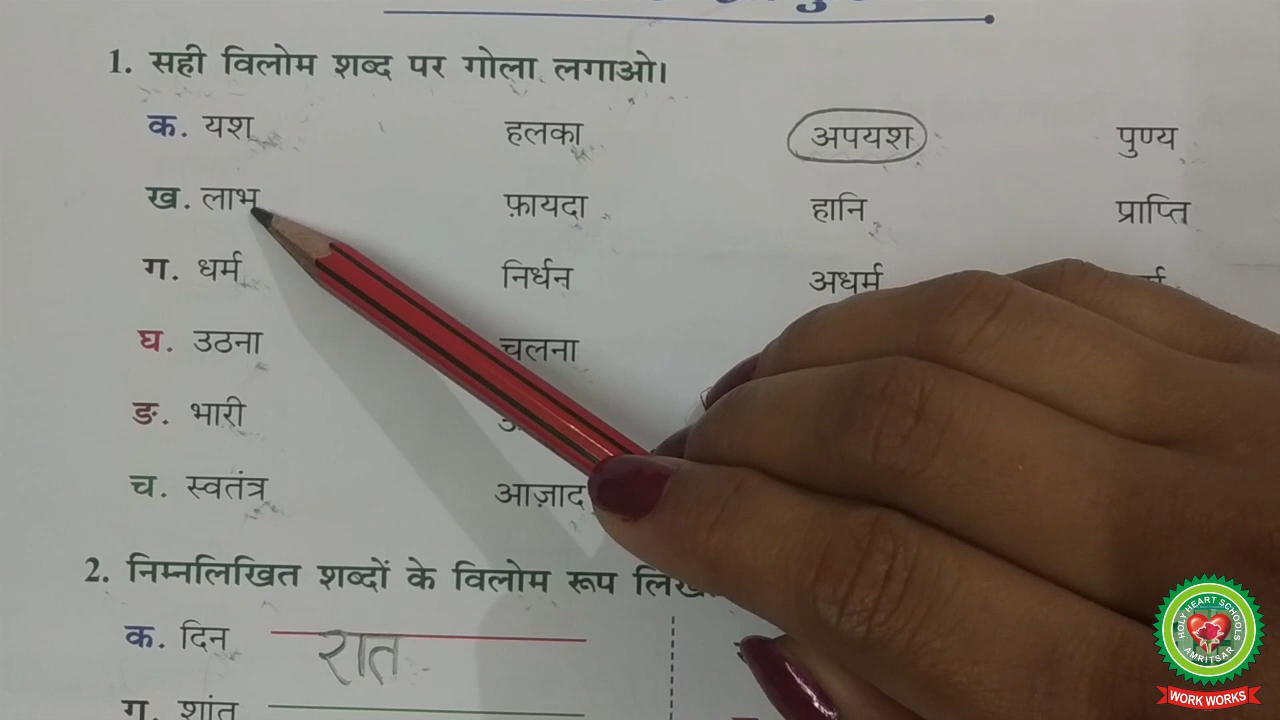 1. सही विलोम शब्द पर गोला लगाओ।
क. यश हलका अपयश पुण्य
ख. लाभ फ़ायदा हानि प्राप्ति
ग. धर्म निर्धन अधर्म
घ. उठना चलना
ङ. भारी
च. स्वतंत्र आज़ाद
2. निम्नलिखित शब्दों के विलोम रूप
क. दिन रात
ग. शांत
HOLY HEART SCHOOLS
AMRITSAR
WORK WORKS